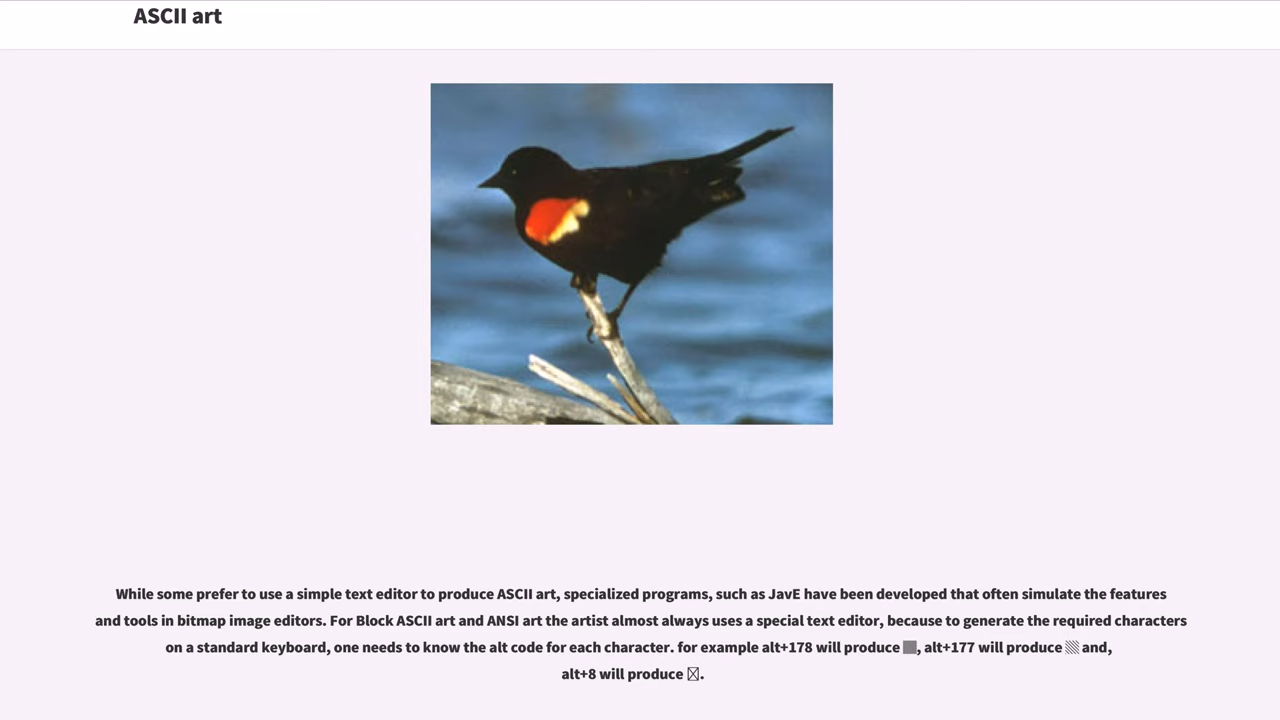 ASCII art
While some prefer to use a simple text editor to produce ASCII art, specialized programs, such as JavE have been developed that often simulate the features
and tools in bitmap image editors. For Block ASCII art and ANSI art the artist almost always uses a special text editor, because to generate the required characters
on a standard keyboard, one needs to know the alt code for each character. for example alt+178 will produce ▓, alt+177 will produce ▒ and,
alt+8 will produce ◘.